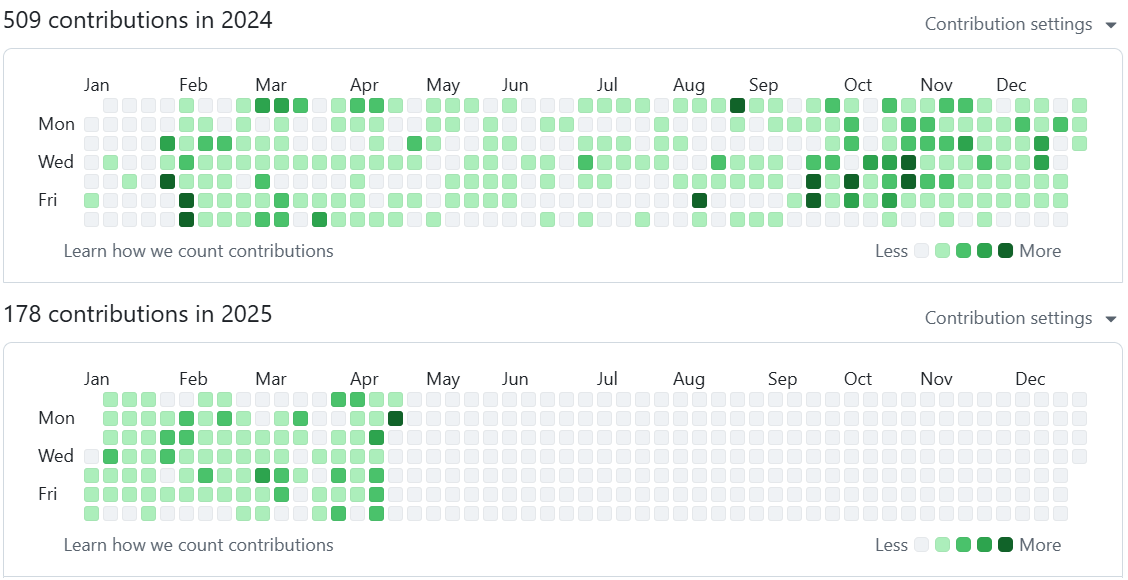 509 contributions in 2024
Contribution settings
Jan Feb Mar Apr May Jun Jul Aug Sep Oct Nov Dec
Mon
Wed
Fri
Learn how we count contributions
Less More
178 contributions in 2025
Contribution settings
Jan Feb Mar Apr May Jun Jul Aug Sep Oct Nov Dec
Mon
Wed
Fri
Learn how we count contributions
Less More